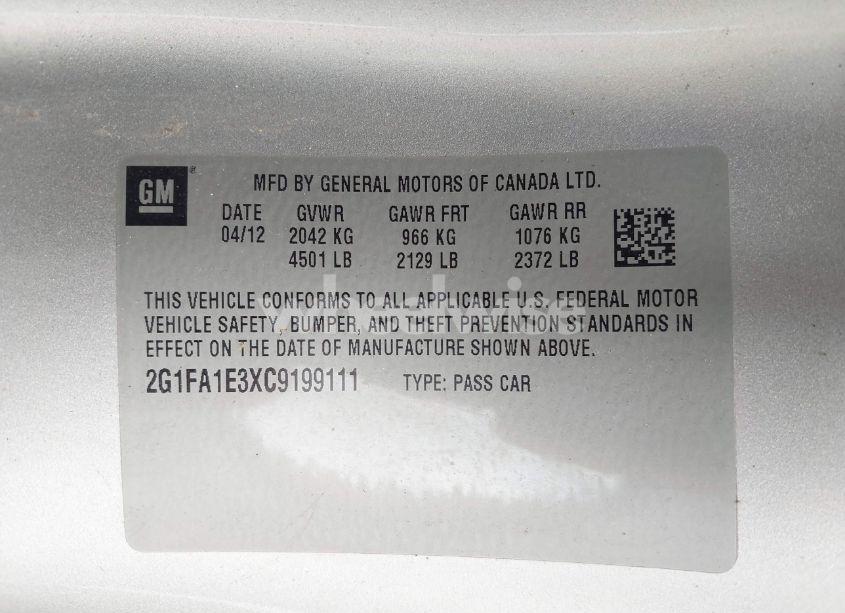 GM
MFD BY GENERAL MOTORS OF CANADA LTD.
DATE GVWR GAWR FRT GAWR RR
04/12 2042 KG 966 KG 1076 KG
4501 LB 2129 LB 2372 LB
THIS VEHICLE CONFORMS TO ALL APPLICABLE U.S. FEDERAL MOTOR
VEHICLE SAFETY, BUMPER, AND THEFT PREVENTION STANDARDS IN
EFFECT ON THE DATE OF MANUFACTURE SHOWN ABOVE.
2G1FA1E3XC9199111 TYPE: PASS CAR